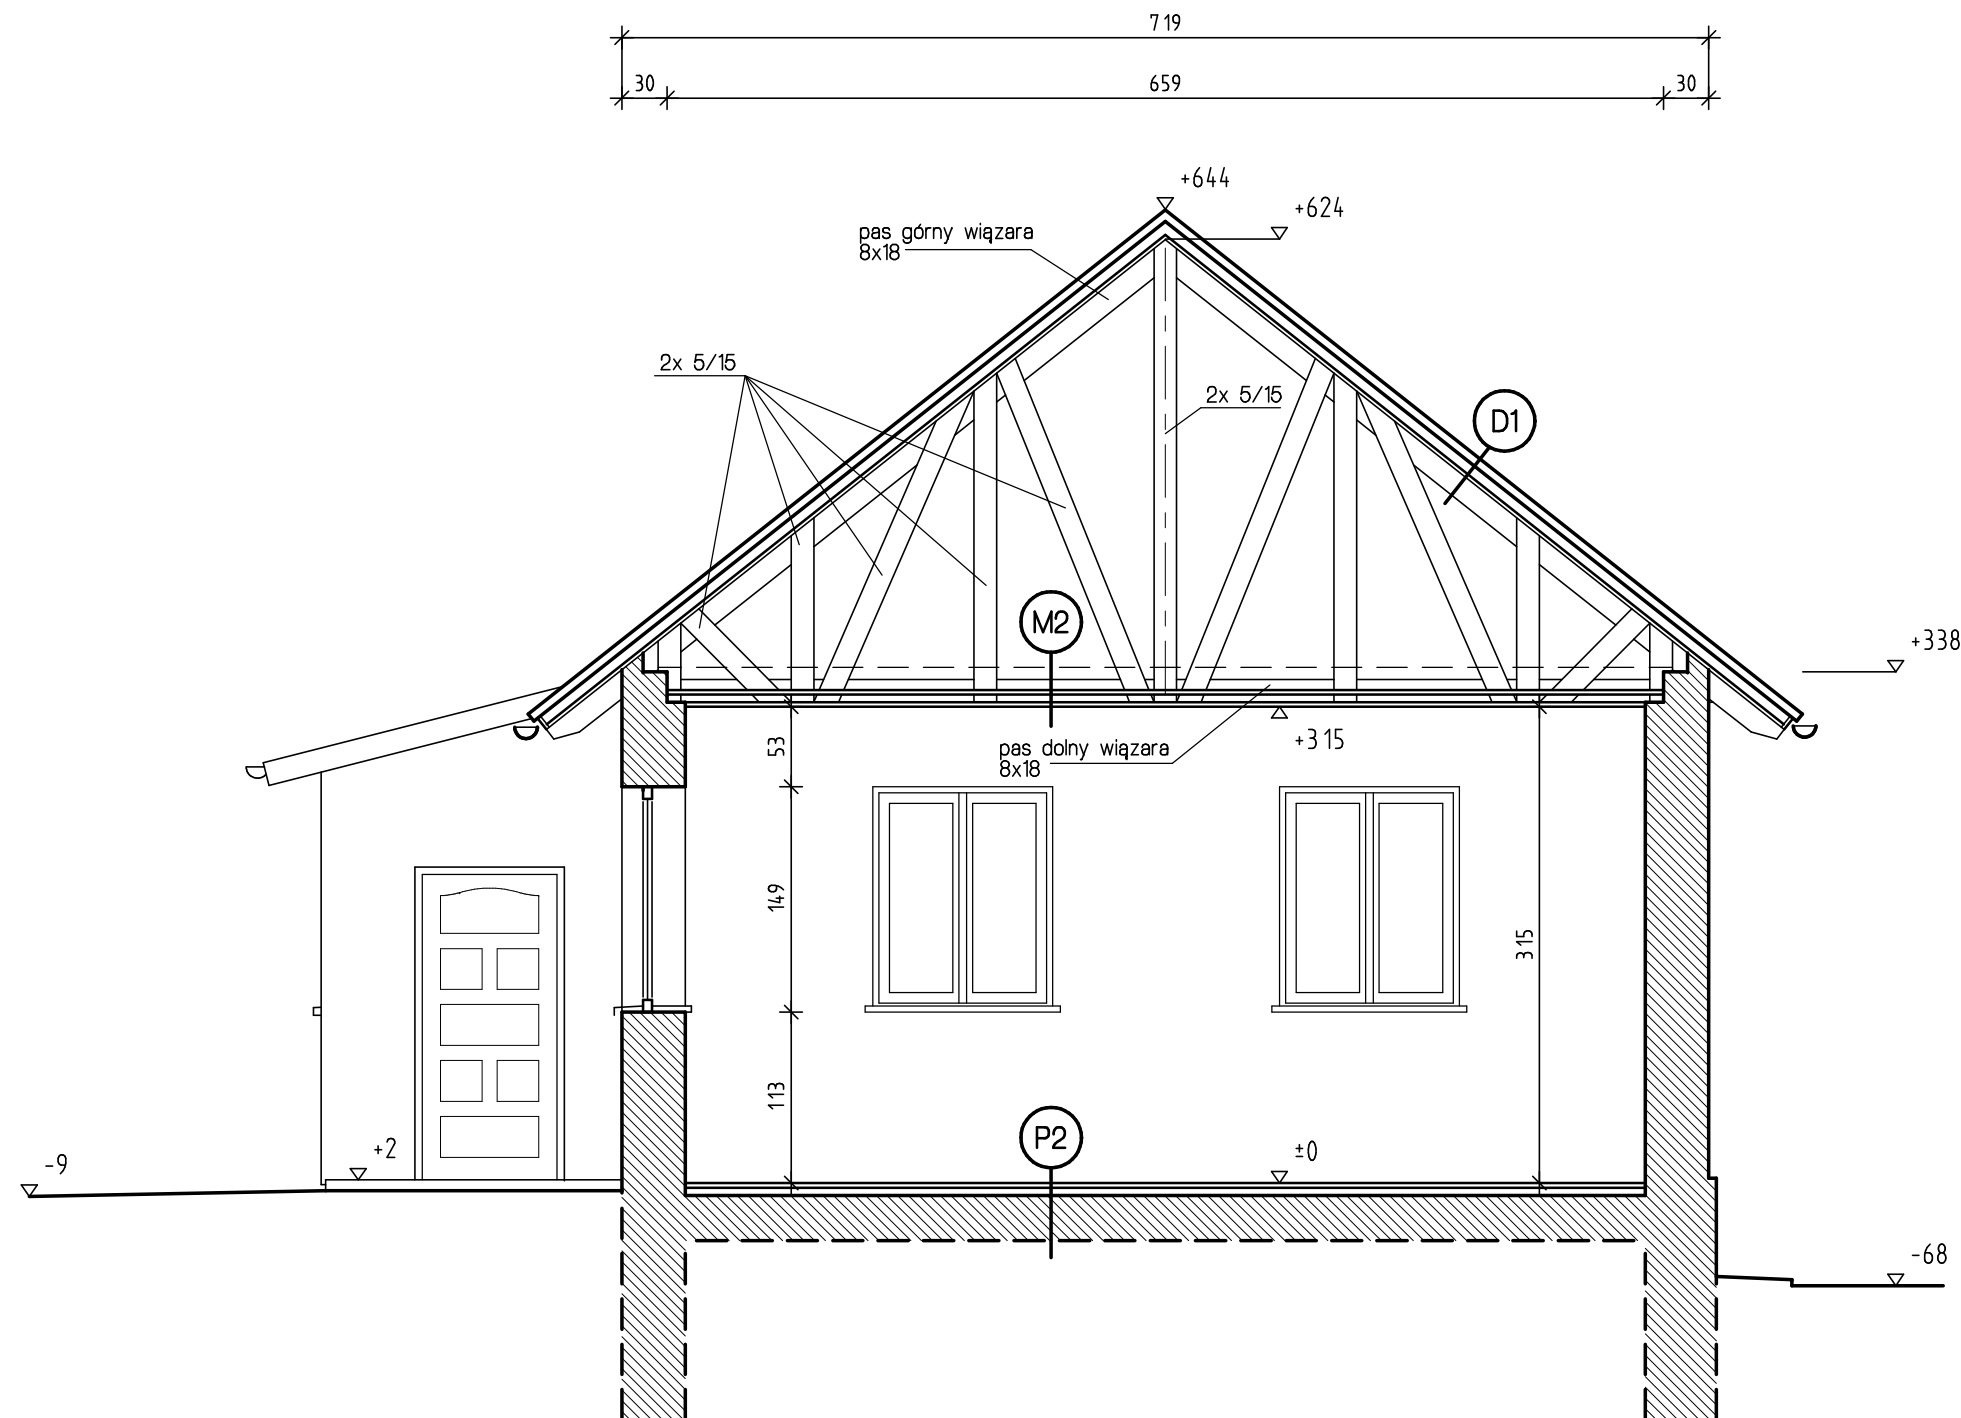 719
30
659
30
+644
+624
pas górny wiązara
8x18
2x 5/15
2x 5/15
D1
M2
+338
+315
pas dolny wiązara
8x18
53
149
315
113
P2
±0
+2
-9
-68